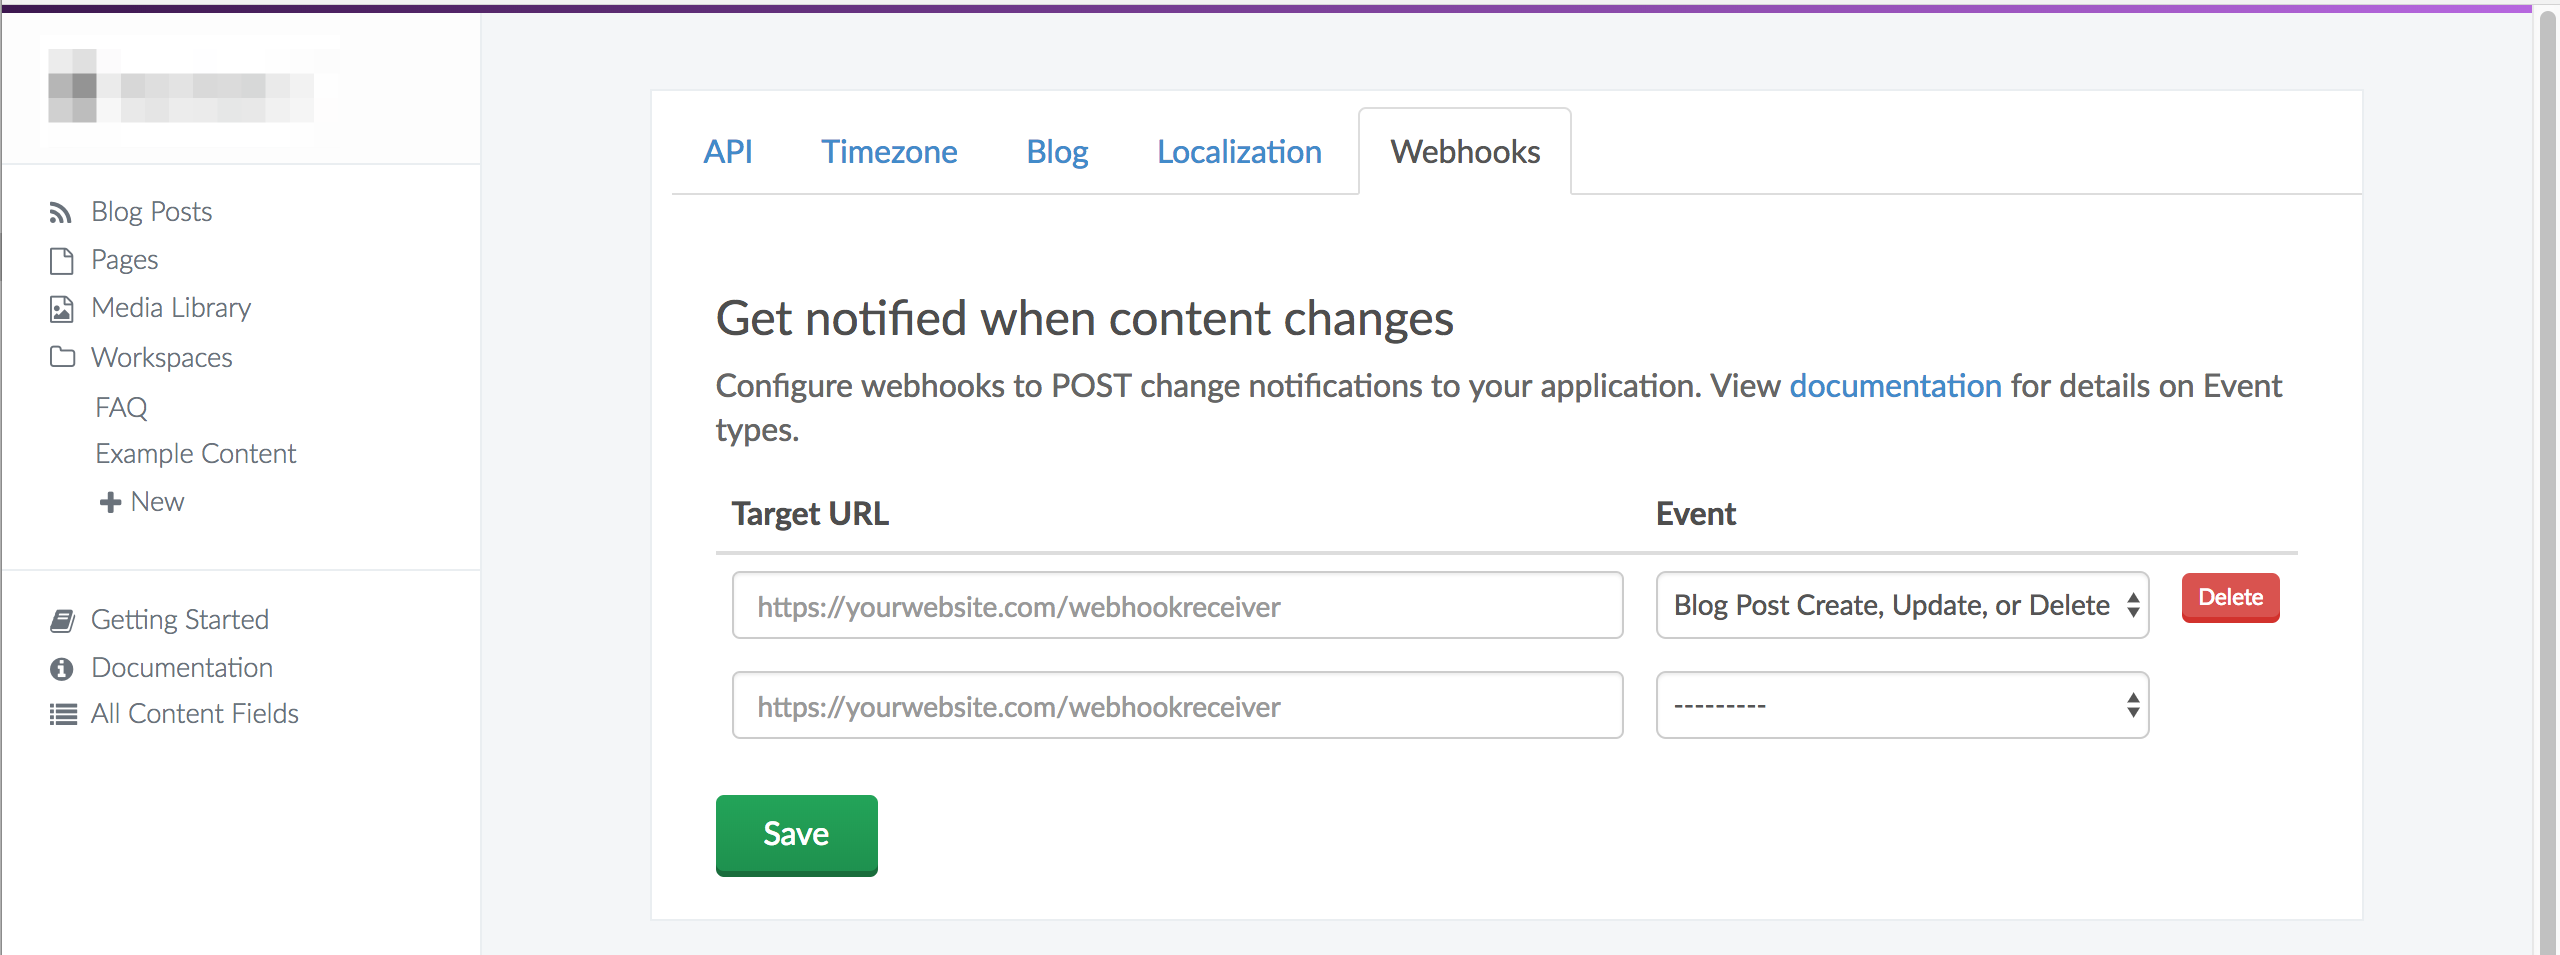 Blog Posts
Pages
Media Library
Workspaces
FAQ
Example Content
New
Getting Started
Documentation
All Content Fields
API Timezone Blog Localization Webhooks
Get notified when content changes
Configure webhooks to POST change notifications to your application. View documentation for details on Event
types.
Target URL Event
https://yourwebsite.com/webhookreceiver Blog Post Create, Update, or Delete Delete
https://yourwebsite.com/webhookreceiver ---------
Save